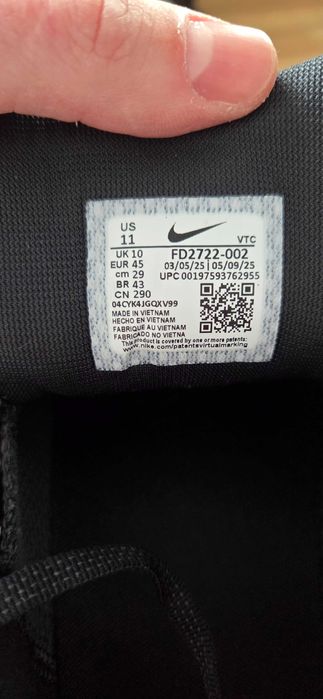 US
11
VTC
UK 10
FD2722-002
EUR 45
03/05/25 | 05/09/25
cm 29
UPC 00197593762955
BR 43
CN 290
04CYK4JGQXV99
MADE IN VIETNAM
HECHO EN VIETNAM
FABRIQUÉ AU VIETNAM
FABRICADO NO VIETNA
This product is covered by one or more patents:
www.nike.com/patentsvirtualmarking